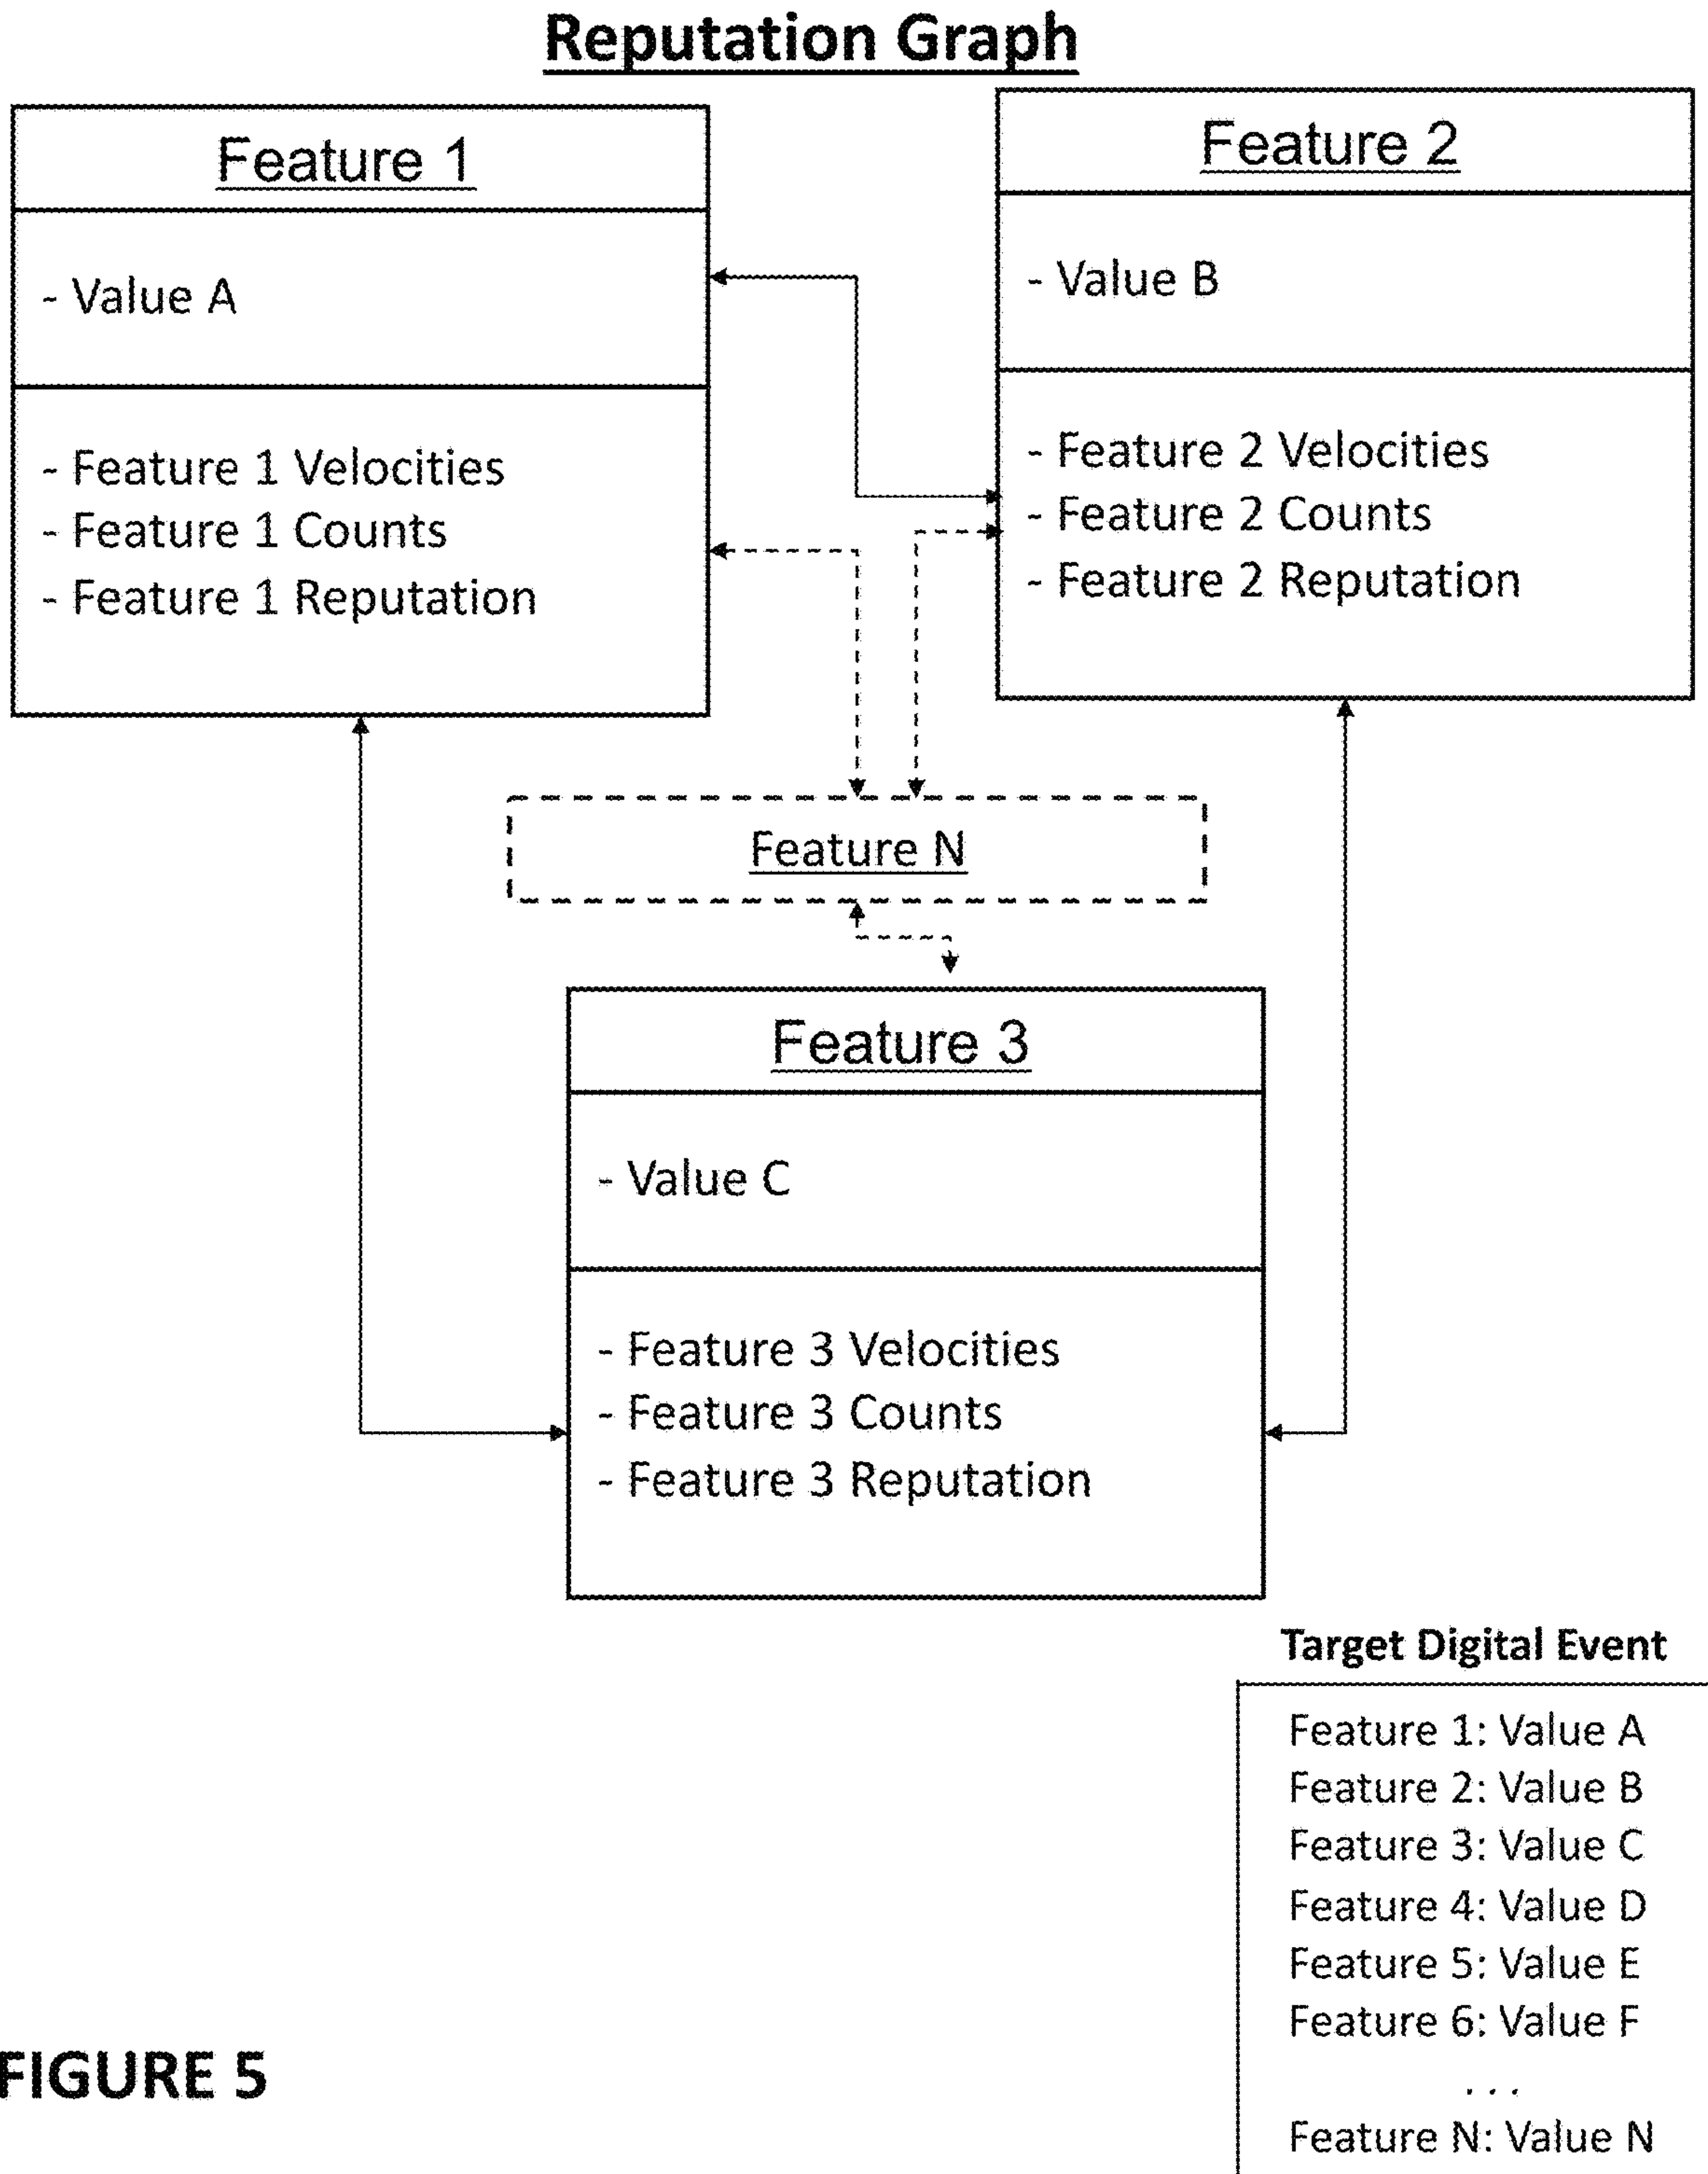 Reputation Graph
Feature 1
- Value A
- Feature 1 Velocities
- Feature 1 Counts
- Feature 1 Reputation
Feature 2
- Value B
- Feature 2 Velocities
- Feature 2 Counts
- Feature 2 Reputation
Feature N
Feature 3
- Value C
- Feature 3 Velocities
- Feature 3 Counts
- Feature 3 Reputation
Target Digital Event
Feature 1: Value A
Feature 2: Value B
Feature 3: Value C
Feature 4: Value D
Feature 5: Value E
Feature 6: Value F
. . .
Feature N: Value N
FIGURE 5